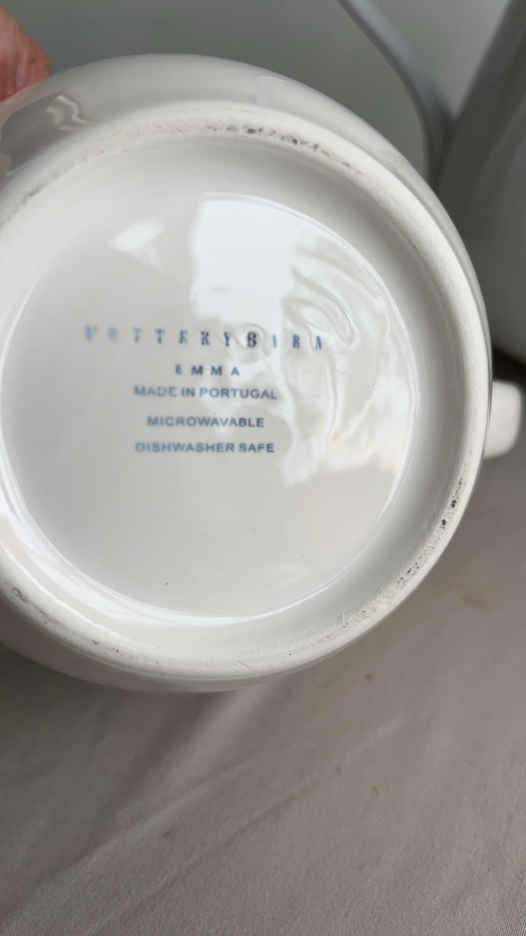 POTTERYBARN
EMMA
MADE IN PORTUGAL
MICROWAVABLE
DISHWASHER SAFE